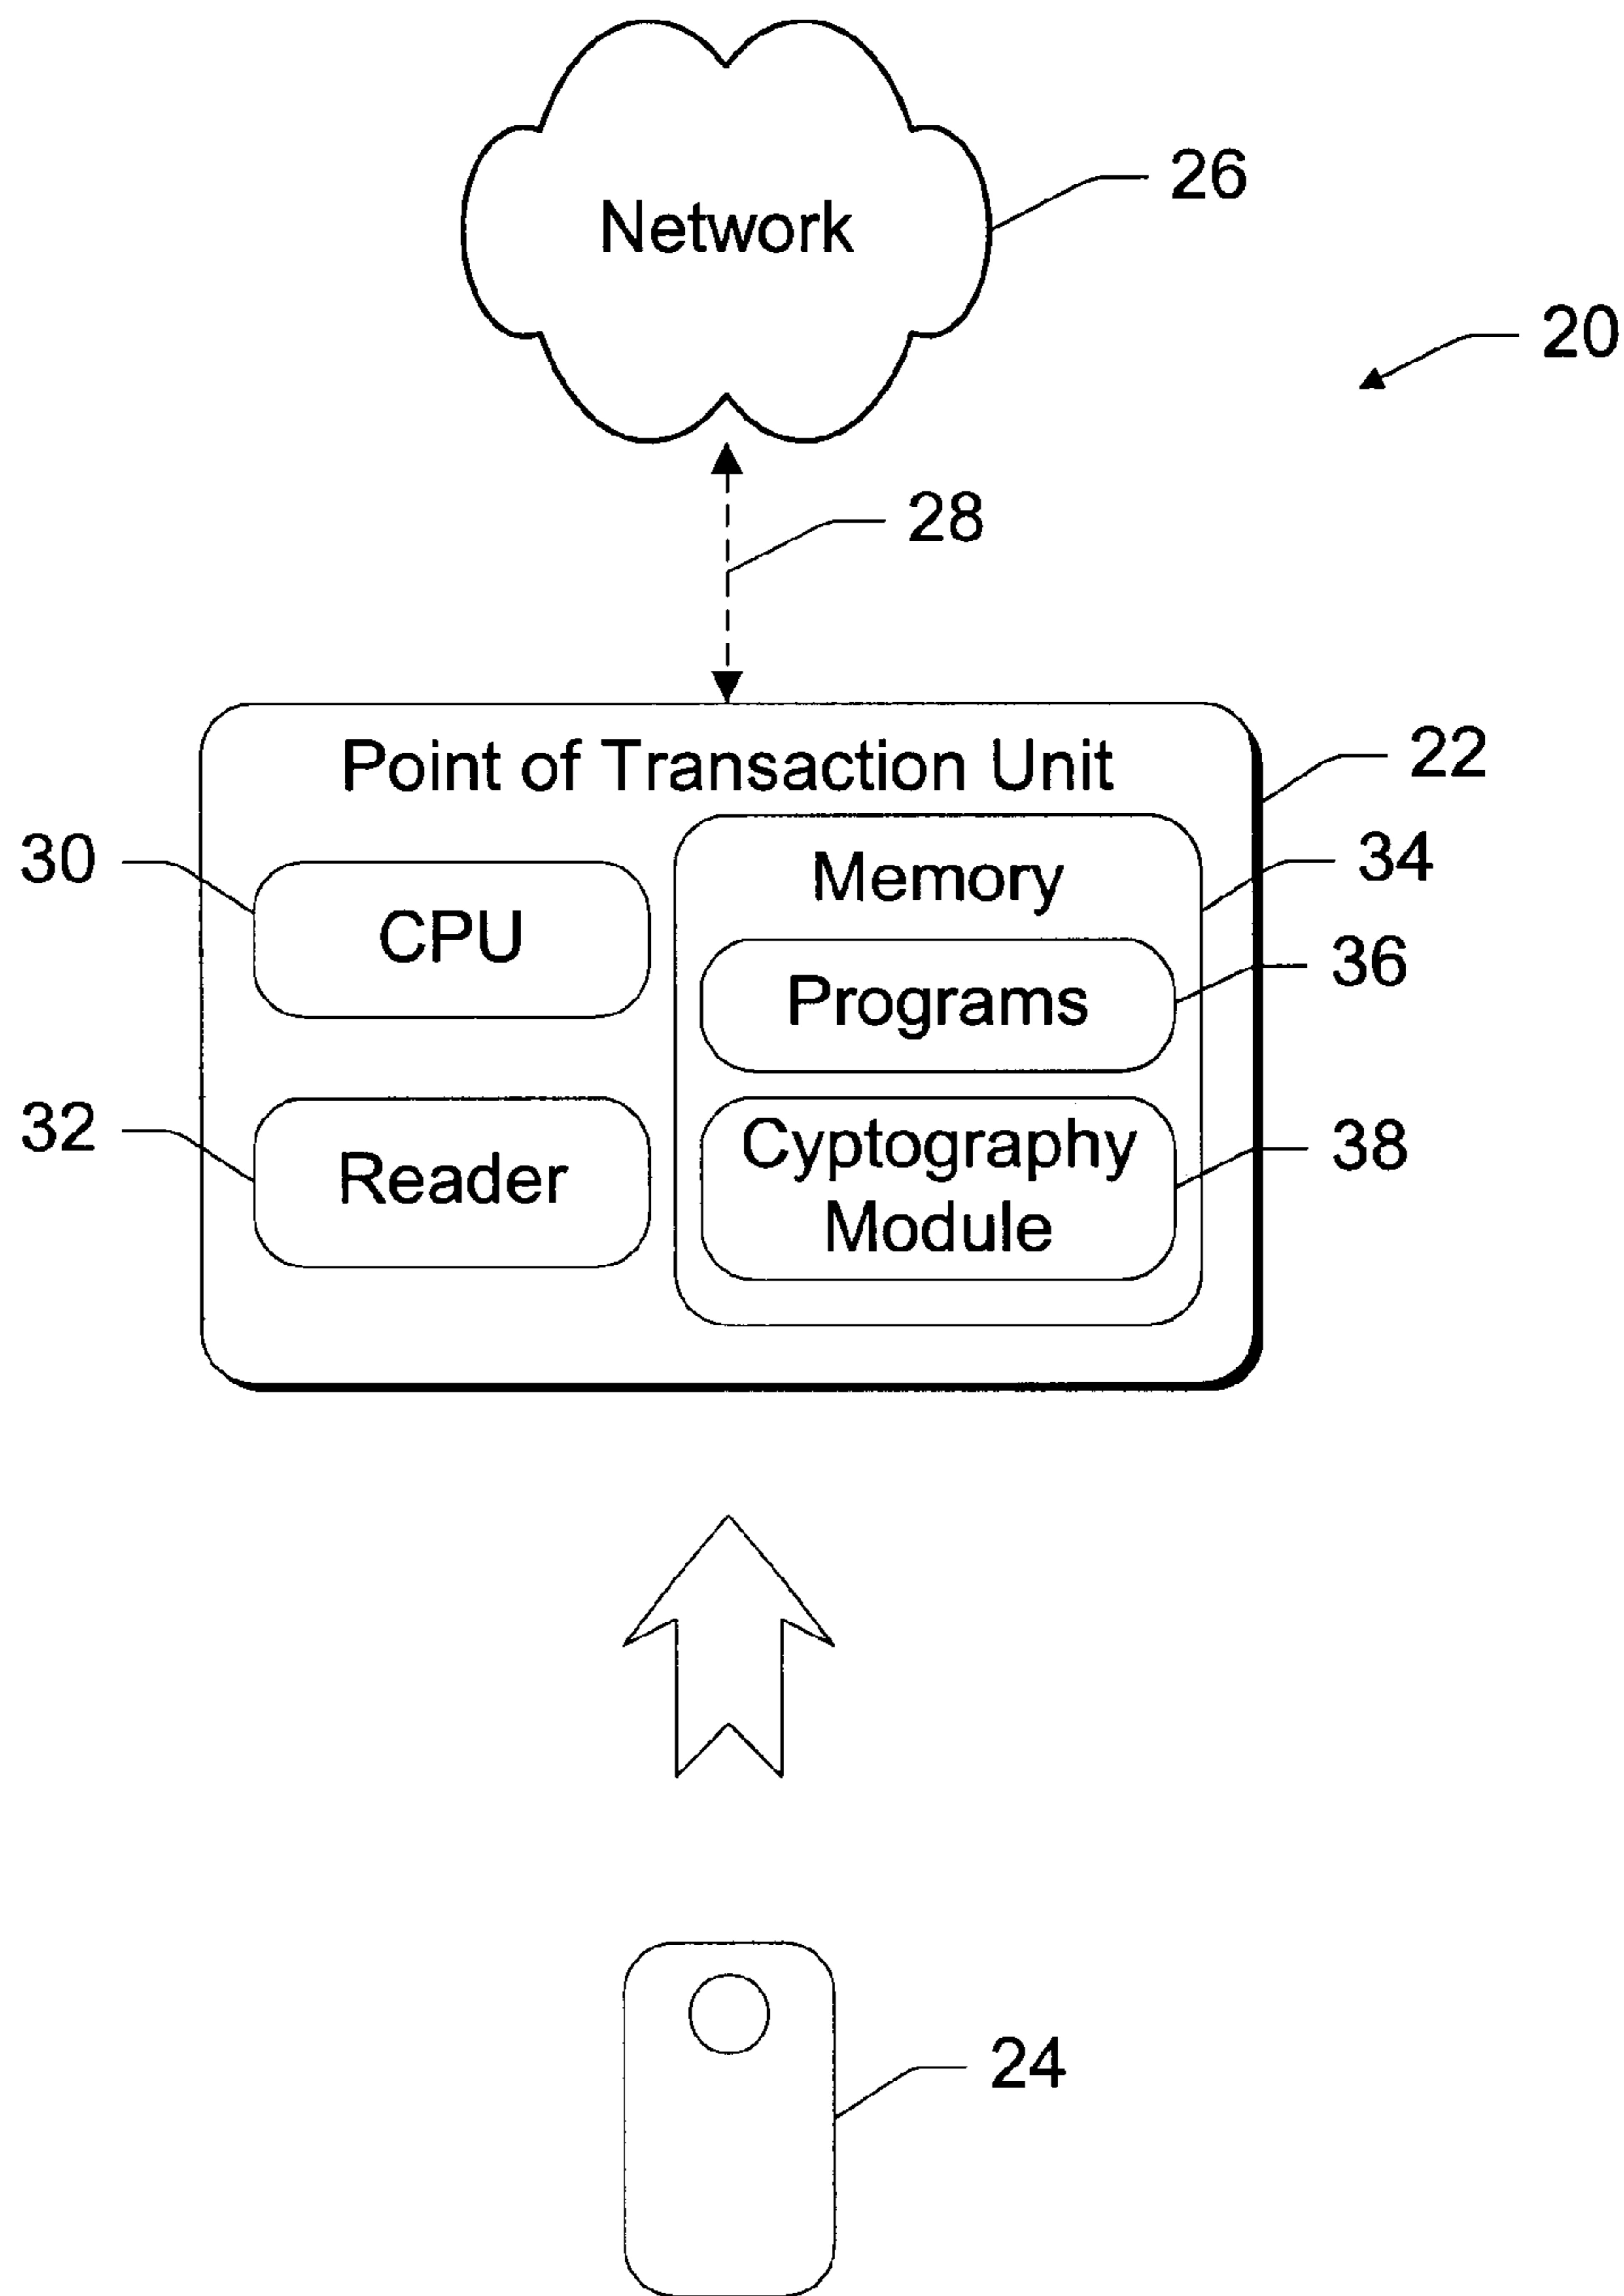 Network
26
20
28
Point of Transaction Unit
22
30
CPU
Memory
34
Programs
36
32
Reader
Cyptography
Module
38
24